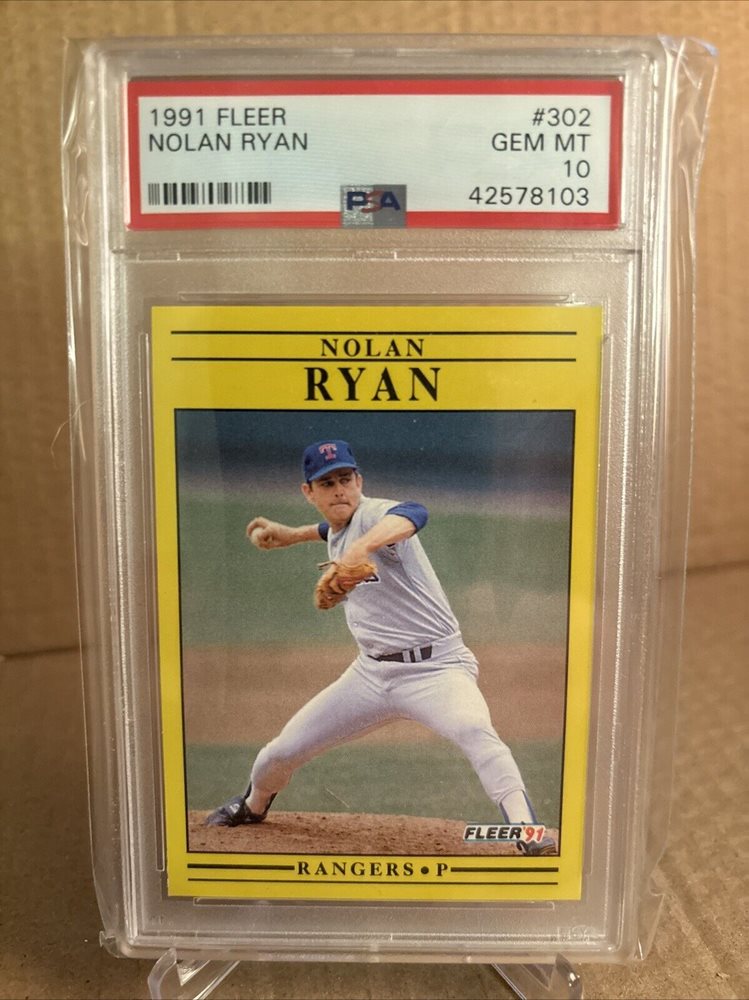 1991 FLEER #302
NOLAN RYAN GEM MT
10
PSA 42578103
NOLAN
RYAN
T
FLEER '91
RANGERS • P